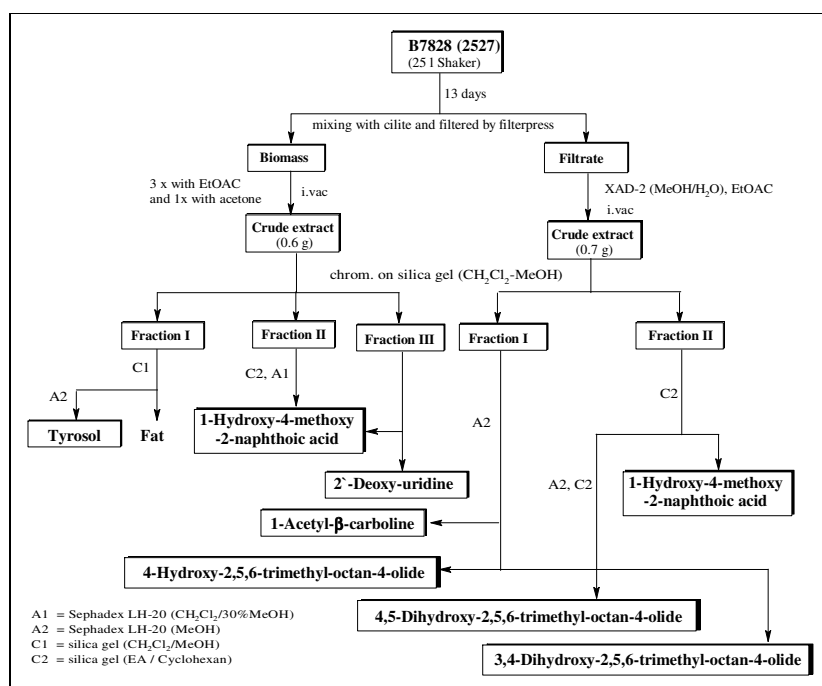 B7828 (2527)
(25 l Shaker)
13 days
mixing with cilite and filtered by filterpress
Biomass
Filtrate
3 x with EtOAC
and 1x with acetone
i.vac
XAD-2 (MeOH/H2O), EtOAC
i.vac
Crude extract
(0.6 g)
Crude extract
(0.7 g)
chrom. on silica gel (CH2Cl2-MeOH)
Fraction I
Fraction II
Fraction III
Fraction I
Fraction II
C1
C2, A1
C2
A2
A2
Tyrosol
Fat
1-Hydroxy-4-methoxy
-2-naphthoic acid
2`-Deoxy-uridine
A2, C2
1-Hydroxy-4-methoxy
-2-naphthoic acid
1-Acetyl-β-carboline
4-Hydroxy-2,5,6-trimethyl-octan-4-olide
4,5-Dihydroxy-2,5,6-trimethyl-octan-4-olide
3,4-Dihydroxy-2,5,6-trimethyl-octan-4-olide
A1 = Sephadex LH-20 (CH2Cl2/30%MeOH)
A2 = Sephadex LH-20 (MeOH)
C1 = silica gel (CH2Cl2/MeOH)
C2 = silica gel (EA / Cyclohexan)